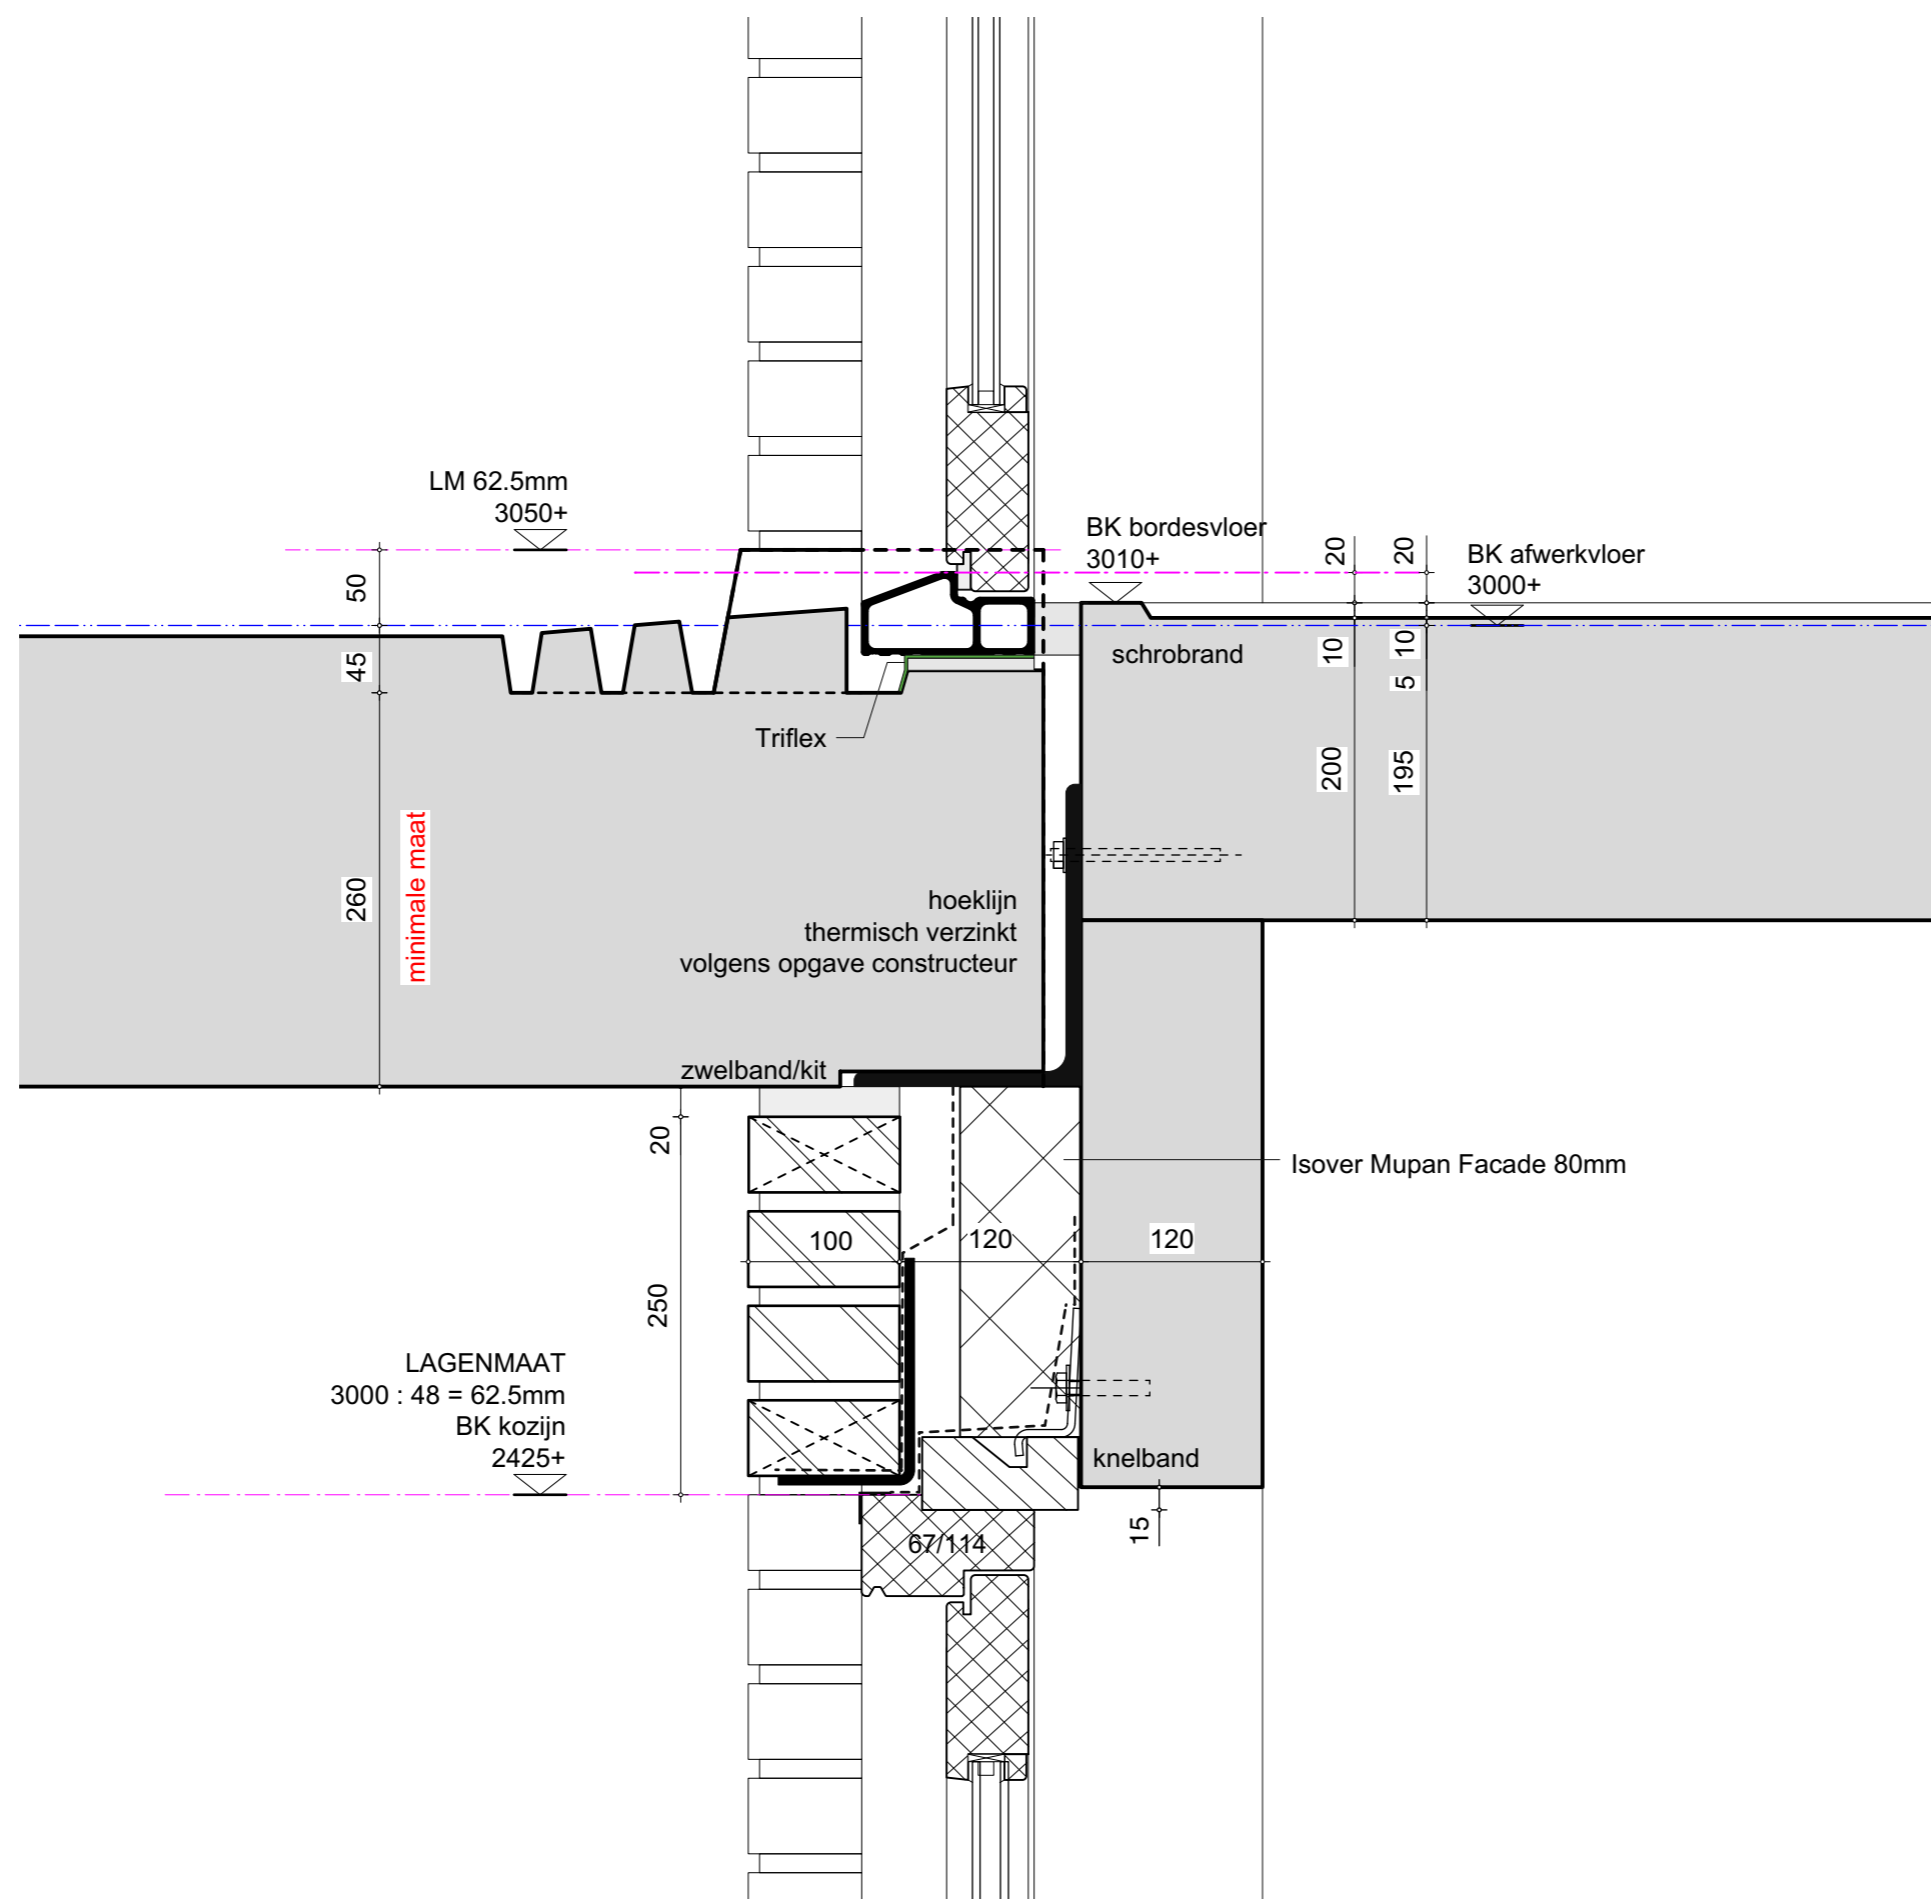 LM 62.5mm
3050+
BK bordesvloer
3010+
BK afwerkvloer
3000+
20
20
50
45
10
10
5
schrobrand
Triflex
200
195
260
minimale maat
hoeklijn
thermisch verzinkt
volgens opgave constructeur
zwelband/kit
20
Isover Mupan Facade 80mm
100
120
120
250
LAGENMAAT
3000 : 48 = 62.5mm
BK kozijn
2425+
knelband
15
67/114